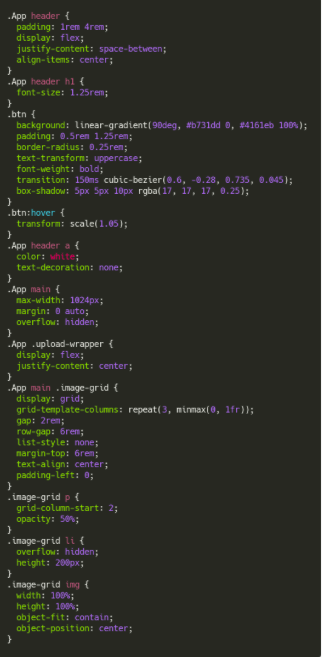 .App header {
  padding: 1rem 4rem;
  display: flex;
  justify-content: space-between;
  align-items: center;
}
.App header h1 {
  font-size: 1.25rem;
}
.btn {
  background: linear-gradient(90deg, #b731dd 0, #4161eb 100%);
  padding: 0.5rem 1.25rem;
  border-radius: 0.25rem;
  text-transform: uppercase;
  font-weight: bold;
  transition: 150ms cubic-bezier(0.6, -0.28, 0.735, 0.045);
  box-shadow: 5px 5px 10px rgba(17, 17, 17, 0.25);
}
.btn:hover {
  transform: scale(1.05);
}
.App header a {
  color: white;
  text-decoration: none;
}
.App main {
  max-width: 1024px;
  margin: 0 auto;
  overflow: hidden;
}
.App .upload-wrapper {
  display: flex;
  justify-content: center;
}
.App main .image-grid {
  display: grid;
  grid-template-columns: repeat(3, minmax(0, 1fr));
  gap: 2rem;
  row-gap: 6rem;
  list-style: none;
  margin-top: 6rem;
  text-align: center;
  padding-left: 0;
}
.image-grid p {
  grid-column-start: 2;
  opacity: 50%;
}
.image-grid li {
  overflow: hidden;
  height: 200px;
}
.image-grid img {
  width: 100%;
  height: 100%;
  object-fit: contain;
  object-position: center;
}